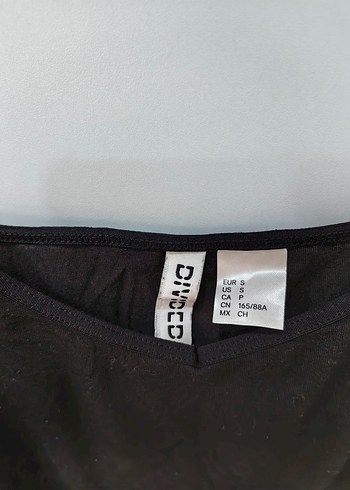 DIVIDED
EUR S
US S
CA P
CN 165/88A
MX CH